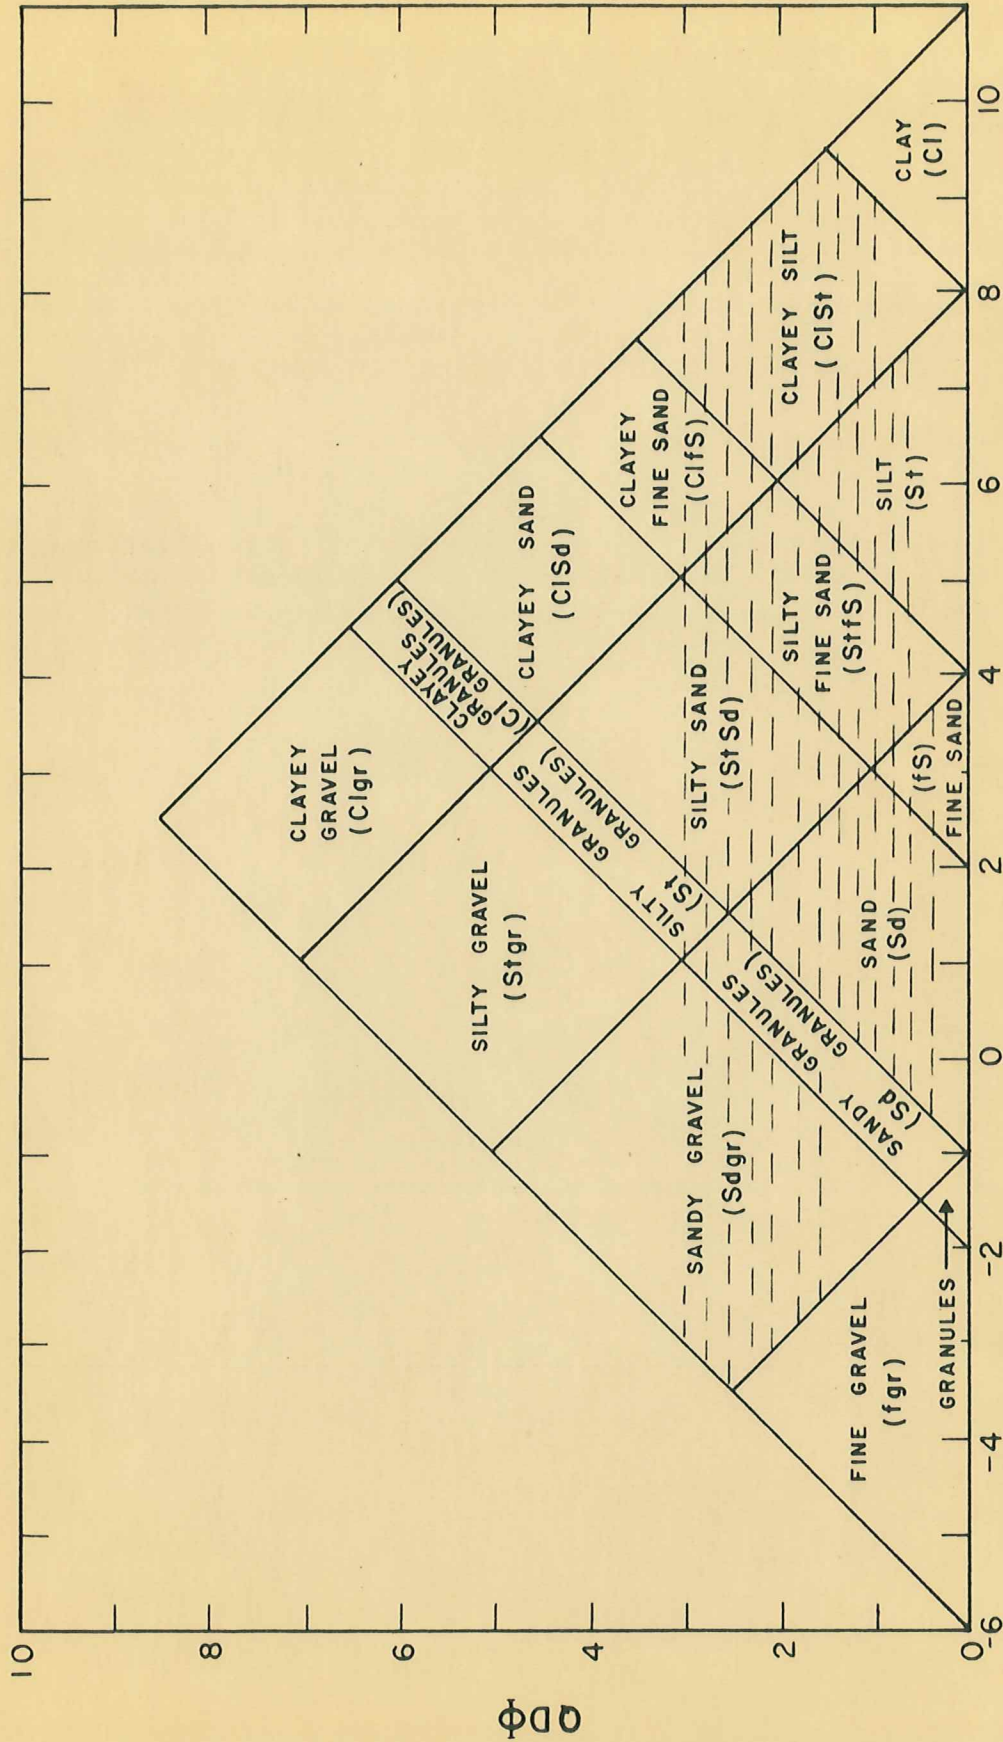 10
8
6
4
2
0
QDΦ
-6
-4
-2
0
2
4
6
8
10
CLAYEY
GRAVEL
(Clgr)
SILTY GRAVEL
(Stgr)
SANDY GRAVEL
(Sdgr)
FINE GRAVEL
(fgr)
GRANULES
CLAYEY
GRANULES
(Cl GRANULES)
SILTY GRANULES
(St GRANULES)
SANDY GRANULES
(Sd GRANULES)
CLAYEY SAND
(ClSd)
SILTY SAND
(StSd)
SAND
(Sd)
CLAYEY
FINE SAND
(ClfS)
SILTY
FINE SAND
(StfS)
(fS)
FINE SAND
CLAYEY SILT
(ClSt)
SILT
(St)
CLAY
(Cl)